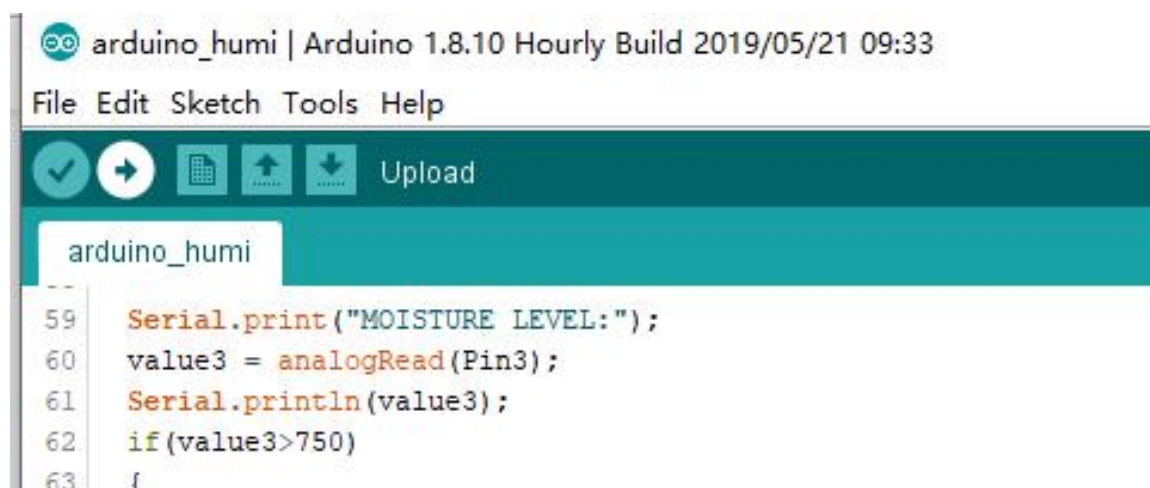 arduino_humi | Arduino 1.8.10 Hourly Build 2019/05/21 09:33
File Edit Sketch Tools Help
Upload
arduino_humi
59 Serial.print("MOISTURE LEVEL:");
60 value3 = analogRead(Pin3);
61 Serial.println(value3);
62 if(value3>750)
63 {